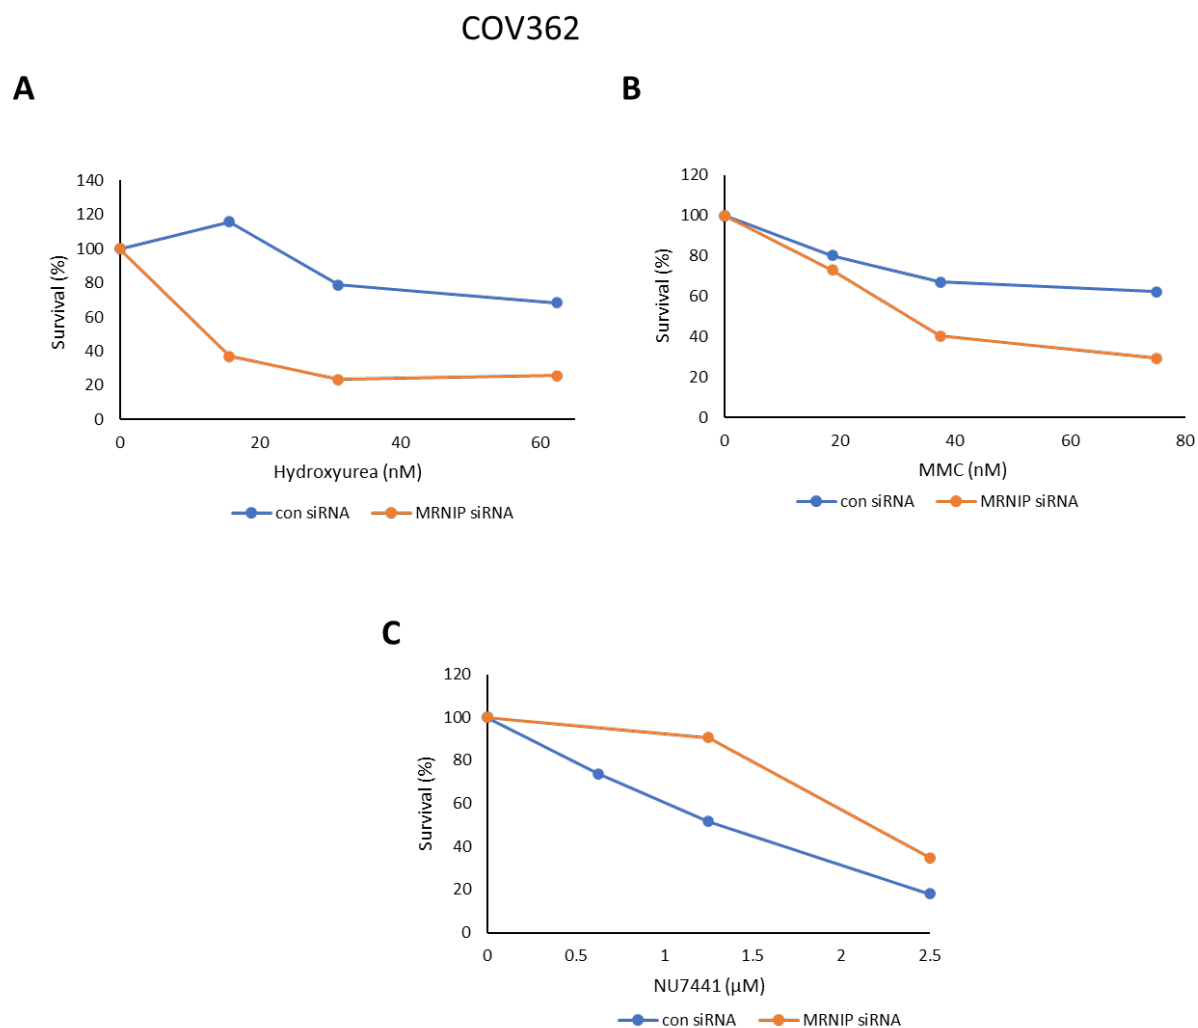 COV362
A
B
140
120
100
80
60
40
20
0
Survival (%)
0 20 40 60
Hydroxyurea (nM)
con siRNA MRNIP siRNA
120
100
80
60
40
20
0
Survival (%)
0 20 40 60 80
MMC (nM)
con siRNA MRNIP siRNA
C
120
100
80
60
40
20
0
Survival (%)
0 0.5 1 1.5 2 2.5
NU7441 (µM)
con siRNA MRNIP siRNA